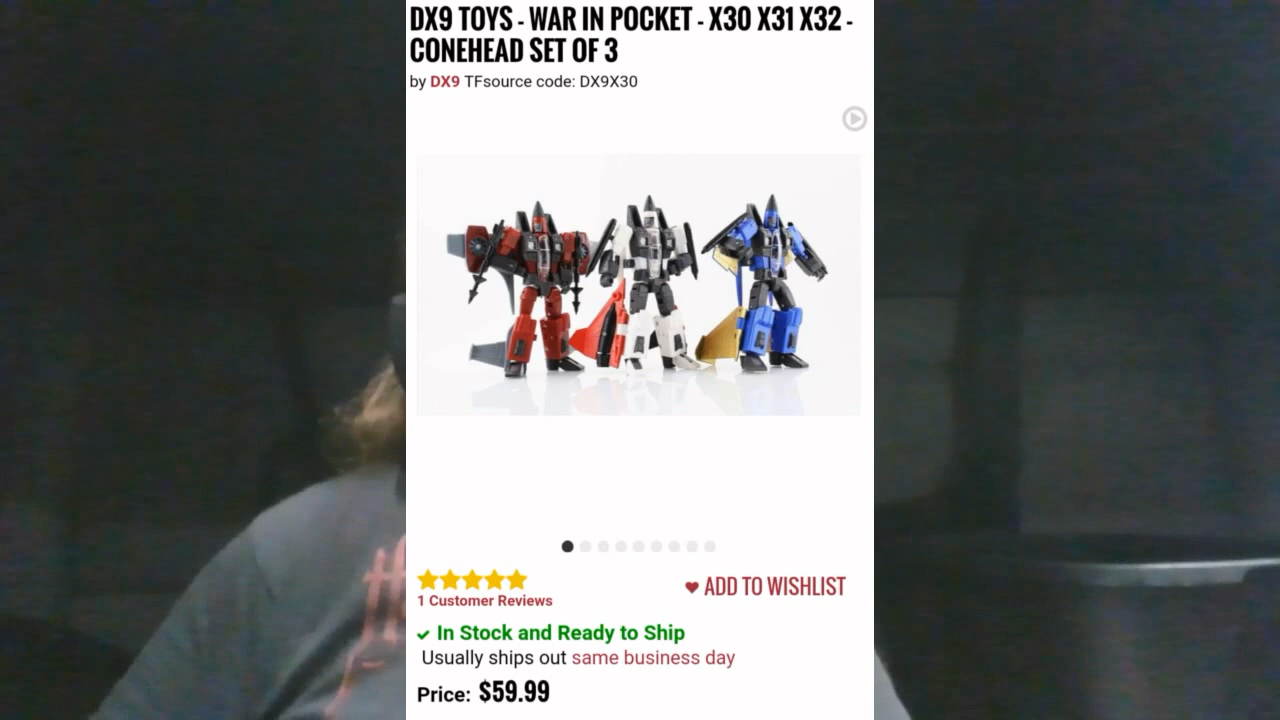 DX9 TOYS - WAR IN POCKET - X30 X31 X32 -
CONEHEAD SET OF 3
by DX9 TFsource code: DX9X30
1 Customer Reviews
ADD TO WISHLIST
In Stock and Ready to Ship
Usually ships out same business day
Price: $59.99